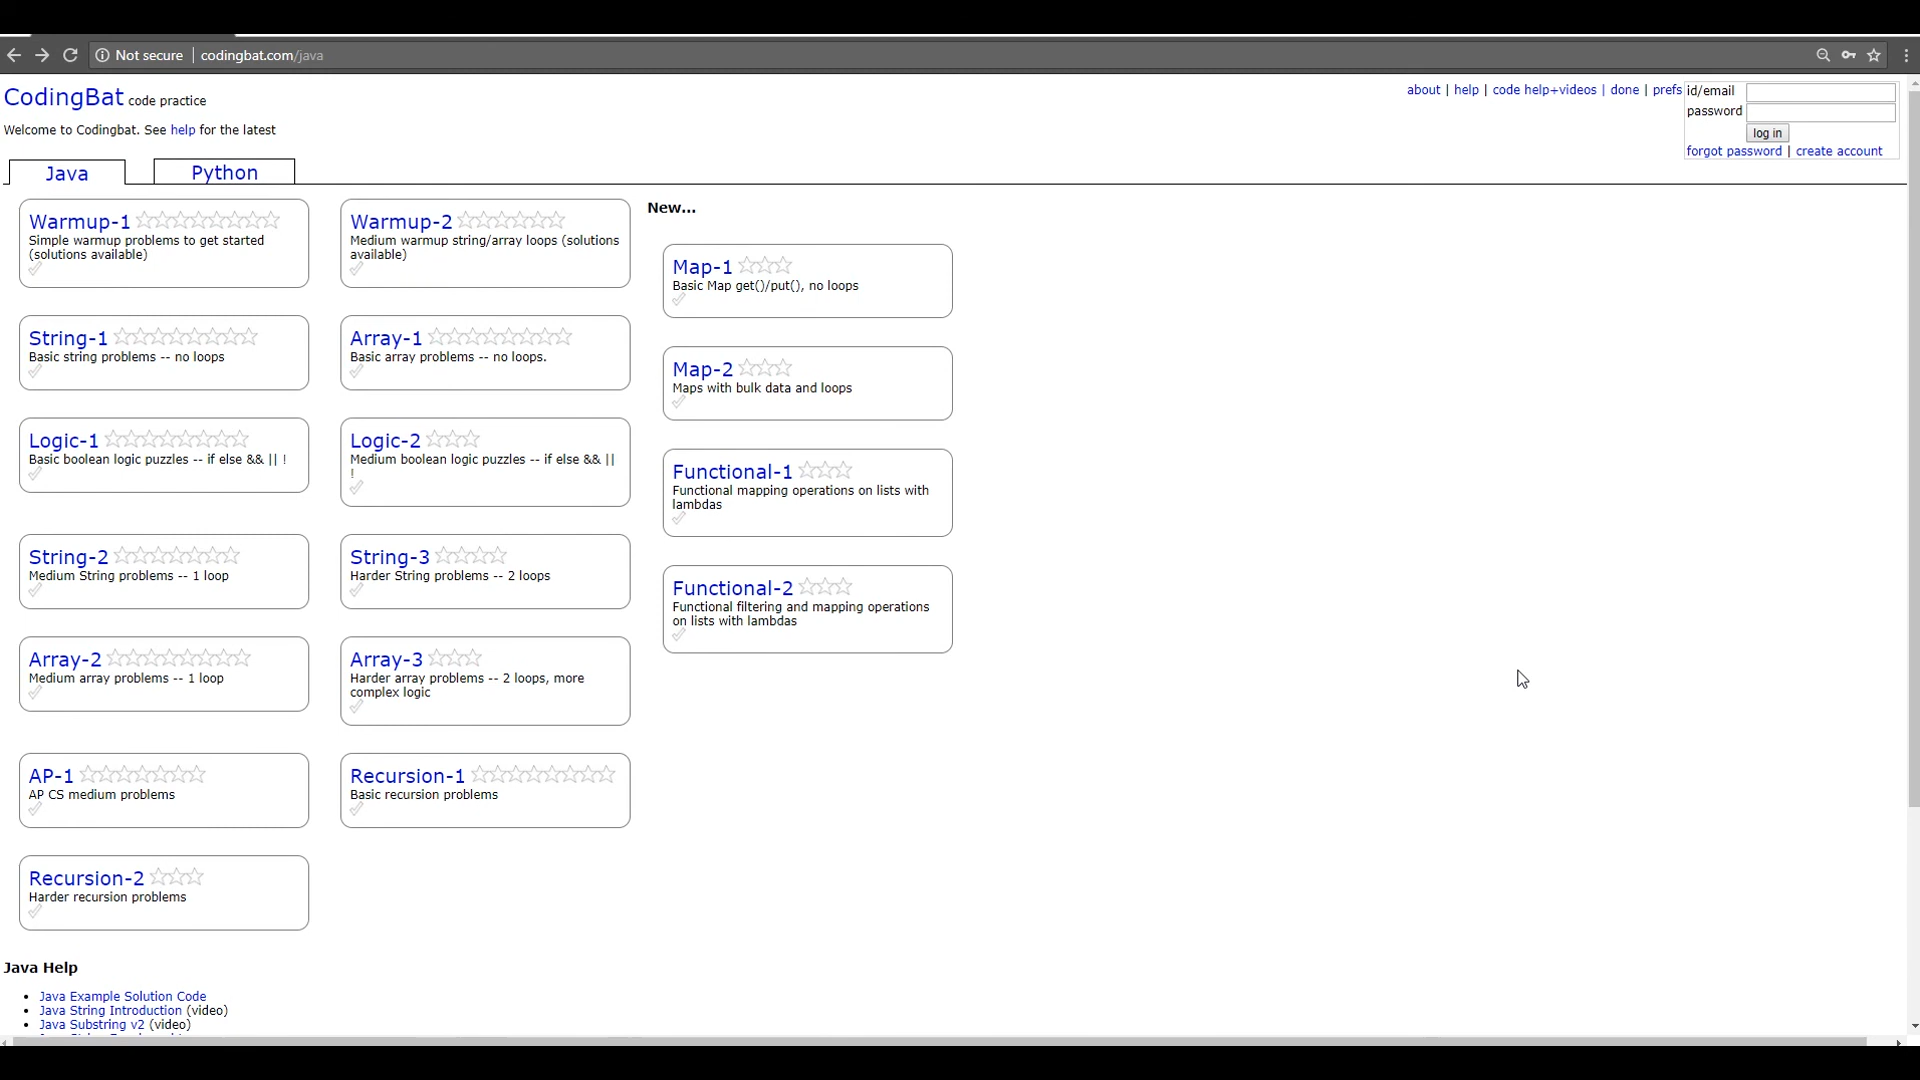 Not secure | codingbat.com/java
CodingBat code practice
about | help | code help+videos | done | prefs
id/email
password
log in
forgot password | create account
Welcome to Codingbat. See help for the latest
Java
Python
Warmup-1
Simple warmup problems to get started
(solutions available)
Warmup-2
Medium warmup string/array loops (solutions
available)
New...
Map-1
Basic Map get()/put(), no loops
String-1
Basic string problems -- no loops
Array-1
Basic array problems -- no loops.
Map-2
Maps with bulk data and loops
Logic-1
Basic boolean logic puzzles -- if else && || !
Logic-2
Medium boolean logic puzzles -- if else && ||
!
Functional-1
Functional mapping operations on lists with
lambdas
String-2
Medium String problems -- 1 loop
String-3
Harder String problems -- 2 loops
Functional-2
Functional filtering and mapping operations
on lists with lambdas
Array-2
Medium array problems -- 1 loop
Array-3
Harder array problems -- 2 loops, more
complex logic
AP-1
AP CS medium problems
Recursion-1
Basic recursion problems
Recursion-2
Harder recursion problems
Java Help
Java Example Solution Code
Java String Introduction (video)
Java Substring v2 (video)